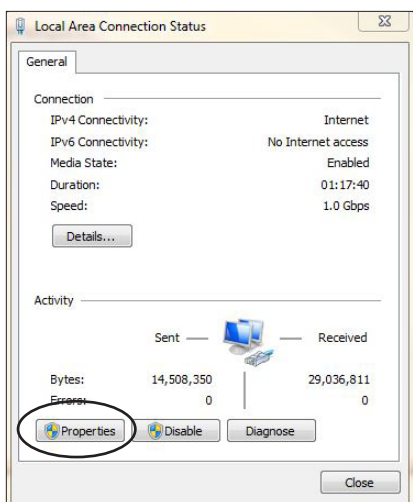 Local Area Connection Status
General
Connection
IPv4 Connectivity: Internet
IPv6 Connectivity: No Internet access
Media State: Enabled
Duration: 01:17:40
Speed: 1.0 Gbps
Details...
Activity
Sent Received
Bytes: 14,508,350 29,036,811
Errors: 0 0
Properties Disable Diagnose
Close